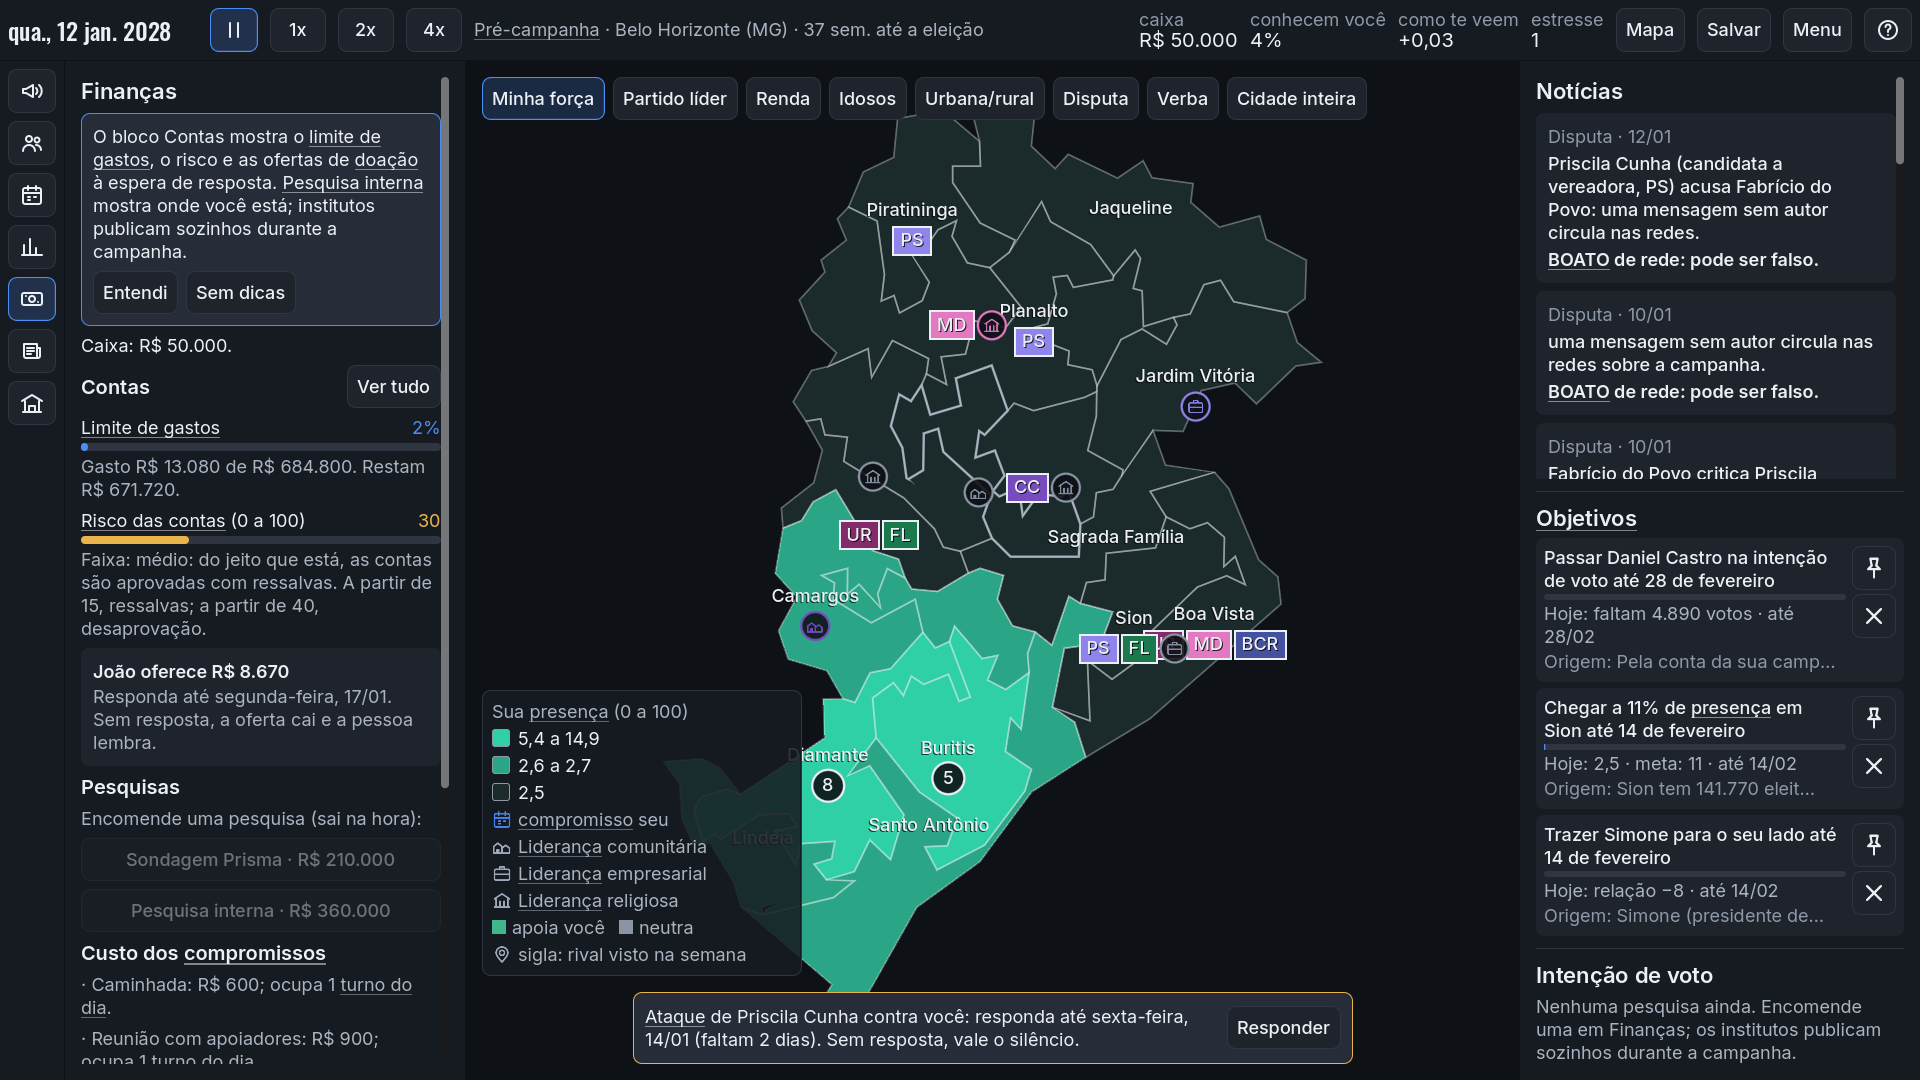 qua., 12 jan. 2028
1x
2x
4x
Pré-campanha · Belo Horizonte (MG) · 37 sem. até a eleição
caixa
R$ 50.000
conhecem você
4%
como te veem
+0,03
estresse
1
Mapa
Salvar
Menu
Finanças
O bloco Contas mostra o limite de
gastos, o risco e as ofertas de doação
à espera de resposta. Pesquisa interna
mostra onde você está; institutos
publicam sozinhos durante a
campanha.
Entendi
Sem dicas
Caixa: R$ 50.000.
Contas
Ver tudo
Limite de gastos
2%
Gasto R$ 13.080 de R$ 684.800. Restam
R$ 671.720.
Risco das contas (0 a 100)
30
Faixa: médio: do jeito que está, as contas
são aprovadas com ressalvas. A partir de
15, ressalvas; a partir de 40,
desaprovação.
João oferece R$ 8.670
Responda até segunda-feira, 17/01.
Sem resposta, a oferta cai e a pessoa
lembra.
Pesquisas
Encomende uma pesquisa (sai na hora):
Sondagem Prisma · R$ 210.000
Pesquisa interna · R$ 360.000
Custo dos compromissos
· Caminhada: R$ 600; ocupa 1 turno do
dia.
· Reunião com apoiadores: R$ 900;
ocupa 1 turno do dia
Minha força
Partido líder
Renda
Idosos
Urbana/rural
Disputa
Verba
Cidade inteira
Piratininga
PS
Jaqueline
MD
Planalto
PS
Jardim Vitória
CC
Sagrada Família
UR
FL
Camargos
Sion
Boa Vista
PS
FL
MD
BCR
Diamante
8
Buritis
5
Santo Antônio
Lindéia
Sua presença (0 a 100)
5,4 a 14,9
2,6 a 2,7
2,5
compromisso seu
Liderança comunitária
Liderança empresarial
Liderança religiosa
apoia você
neutra
sigla: rival visto na semana
Ataque de Priscila Cunha contra você: responda até sexta-feira,
14/01 (faltam 2 dias). Sem resposta, vale o silêncio.
Responder
Notícias
Disputa · 12/01
Priscila Cunha (candidata a
vereadora, PS) acusa Fabrício do
Povo: uma mensagem sem autor
circula nas redes.
BOATO de rede: pode ser falso.
Disputa · 10/01
uma mensagem sem autor circula nas
redes sobre a campanha.
BOATO de rede: pode ser falso.
Disputa · 10/01
Fabrício do Povo critica Priscila
Objetivos
Passar Daniel Castro na intenção
de voto até 28 de fevereiro
Hoje: faltam 4.890 votos · até
28/02
Origem: Pela conta da sua camp...
Chegar a 11% de presença em
Sion até 14 de fevereiro
Hoje: 2,5 · meta: 11 · até 14/02
Origem: Sion tem 141.770 eleit...
Trazer Simone para o seu lado até
14 de fevereiro
Hoje: relação −8 · até 14/02
Origem: Simone (presidente de...
Intenção de voto
Nenhuma pesquisa ainda. Encomende
uma em Finanças; os institutos publicam
sozinhos durante a campanha.